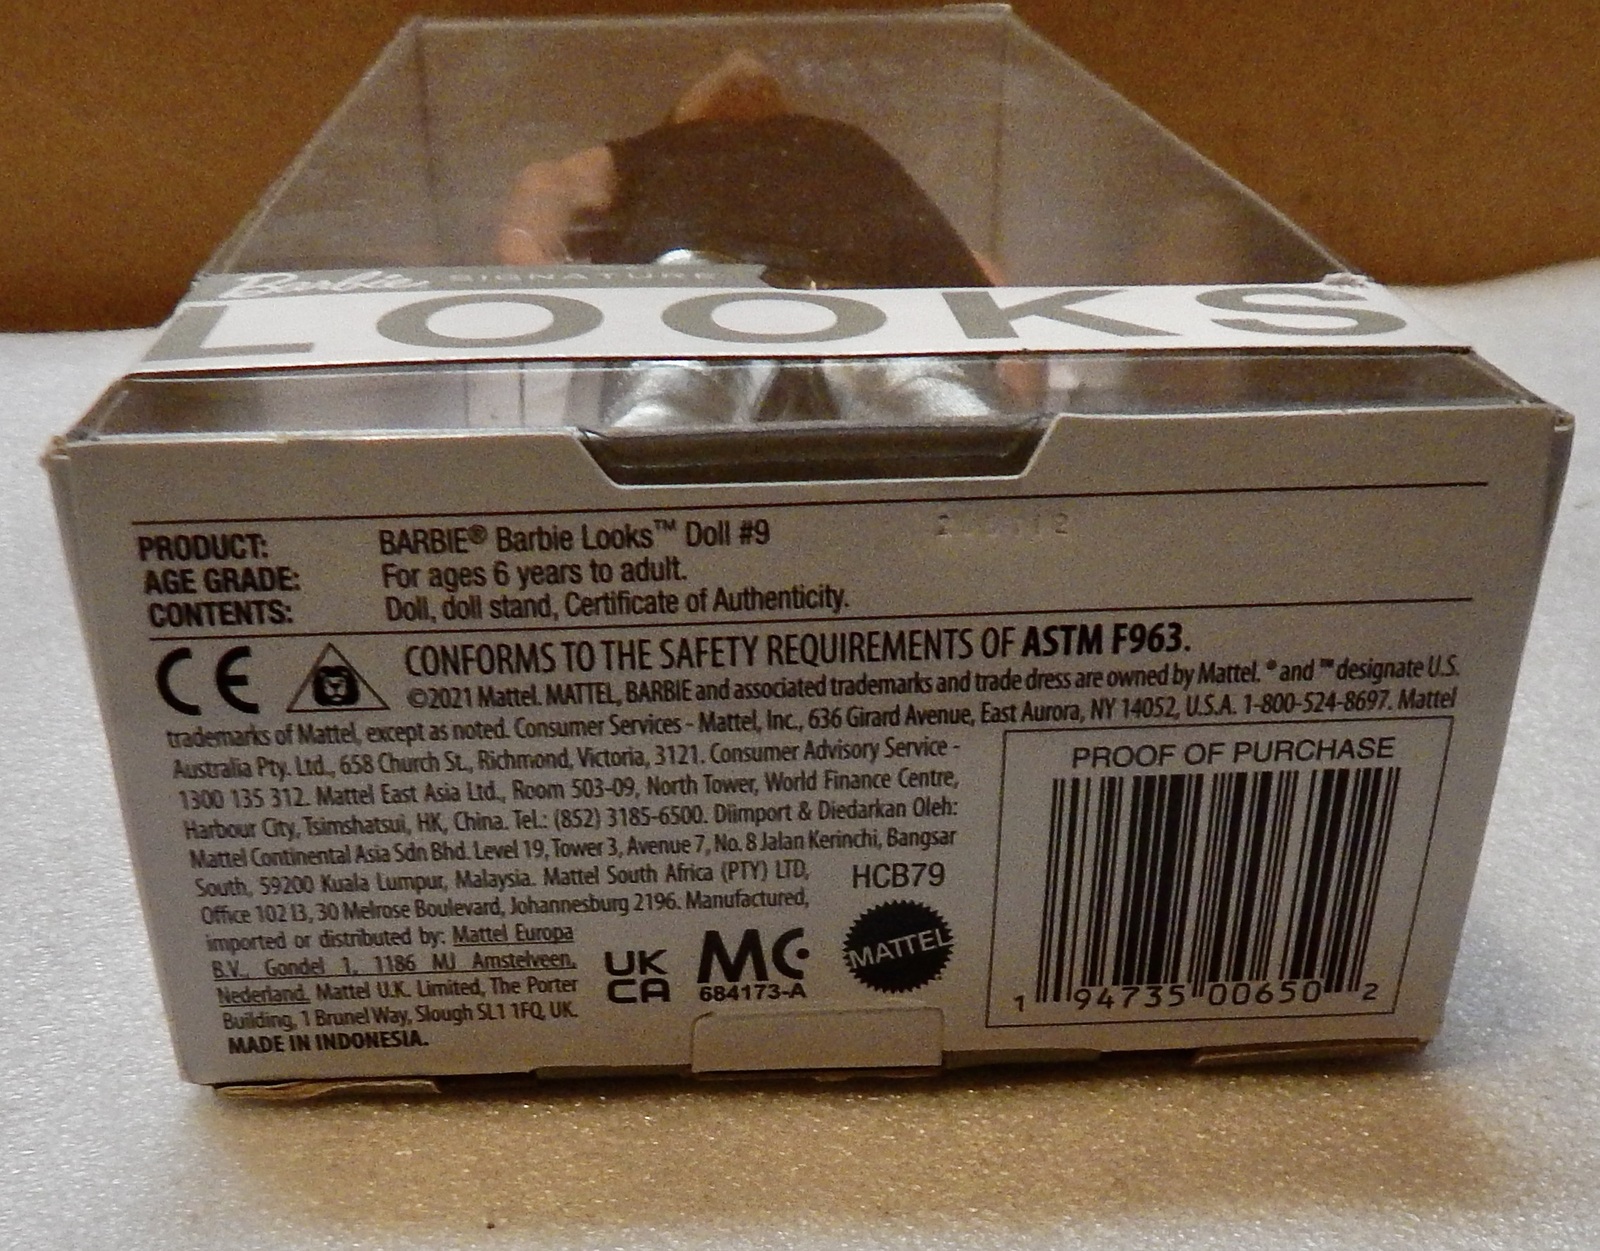 Barbie SIGNATURE
LOOKS
PRODUCT: BARBIE® Barbie Looks™ Doll #9
AGE GRADE: For ages 6 years to adult.
CONTENTS: Doll, doll stand, Certificate of Authenticity.
CE CONFORMS TO THE SAFETY REQUIREMENTS OF ASTM F963.
©2021 Mattel. MATTEL, BARBIE and associated trademarks and trade dress are owned by Mattel. ® and ™ designate U.S.
trademarks of Mattel, except as noted. Consumer Services - Mattel, Inc., 636 Girard Avenue, East Aurora, NY 14052, U.S.A. 1-800-524-8697. Mattel
Australia Pty. Ltd., 658 Church St., Richmond, Victoria, 3121. Consumer Advisory Service -
1300 135 312. Mattel East Asia Ltd., Room 503-09, North Tower, World Finance Centre,
Harbour City, Tsimshatsui, HK, China. Tel.: (852) 3185-6500. Diimport & Diedarkan Oleh:
Mattel Continental Asia Sdn Bhd. Level 19, Tower 3, Avenue 7, No. 8 Jalan Kerinchi, Bangsar
South, 59200 Kuala Lumpur, Malaysia. Mattel South Africa (PTY) LTD,
Office 102 I3, 30 Melrose Boulevard, Johannesburg 2196. Manufactured,
imported or distributed by: Mattel Europa
B.V., Gondel 1, 1186 MJ Amstelveen,
Nederland. Mattel U.K. Limited, The Porter
Building, 1 Brunel Way, Slough SL1 1FQ, UK.
MADE IN INDONESIA.
UK
CA
MC
684173-A
HCB79
MATTEL
PROOF OF PURCHASE
1 94735 00650 2